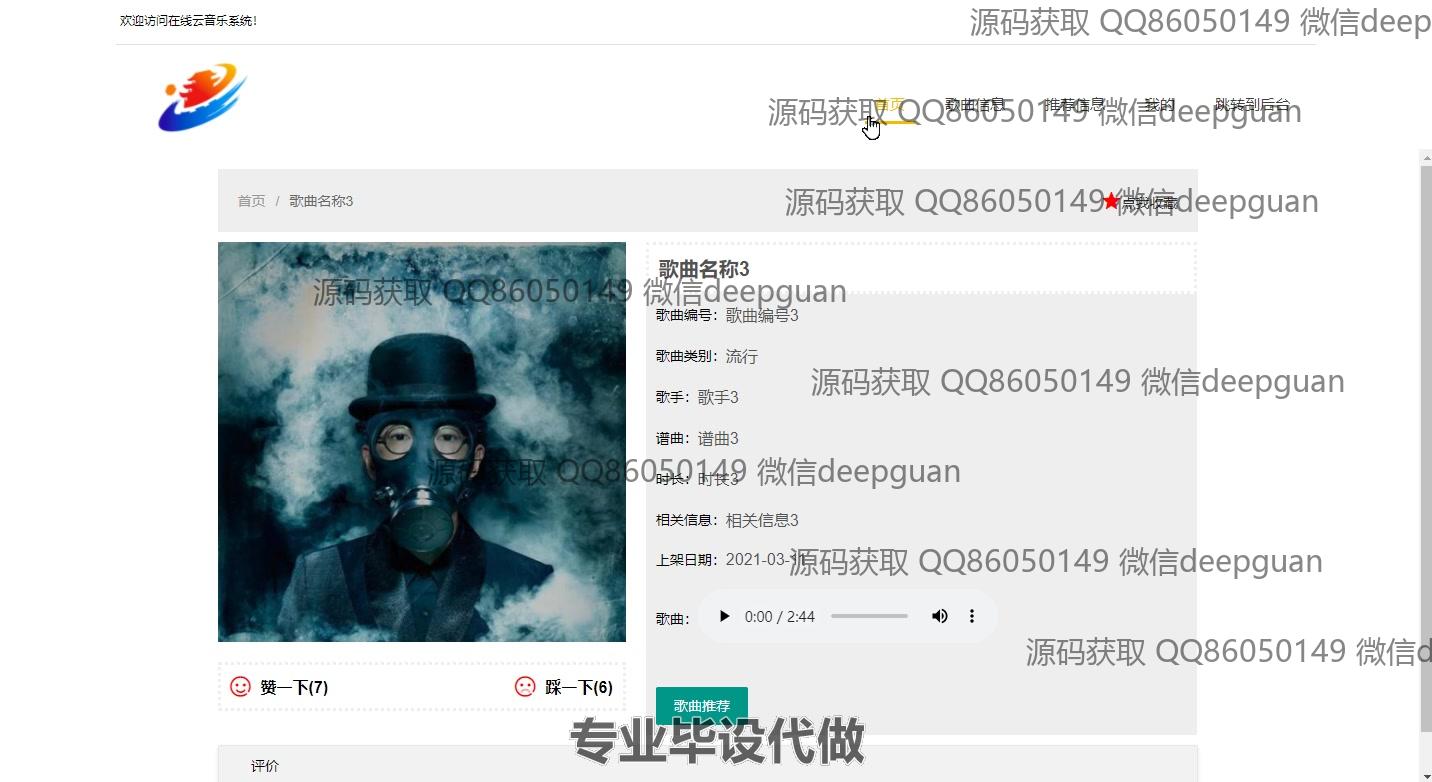 欢迎访问在线云音乐系统!
源码获取 QQ86050149 微信deep
首页 歌曲信息 推荐信息 我的 跳转到后台
源码获取 QQ86050149 微信deepguan
首页 / 歌曲名称3
点我收藏
源码获取 QQ86050149 微信deepguan
歌曲名称3
源码获取 QQ86050149 微信deepguan
歌曲编号：歌曲编号3
歌曲类别：流行
源码获取 QQ86050149 微信deepguan
歌手：歌手3
谱曲：谱曲3
源码获取 QQ86050149 微信deepguan
时长：时长3
相关信息：相关信息3
上架日期：2021-03-11
源码获取 QQ86050149 微信deepguan
歌曲：
0:00 / 2:44
源码获取 QQ86050149 微信d
赞一下(7) 踩一下(6)
歌曲推荐
专业毕设代做
评价